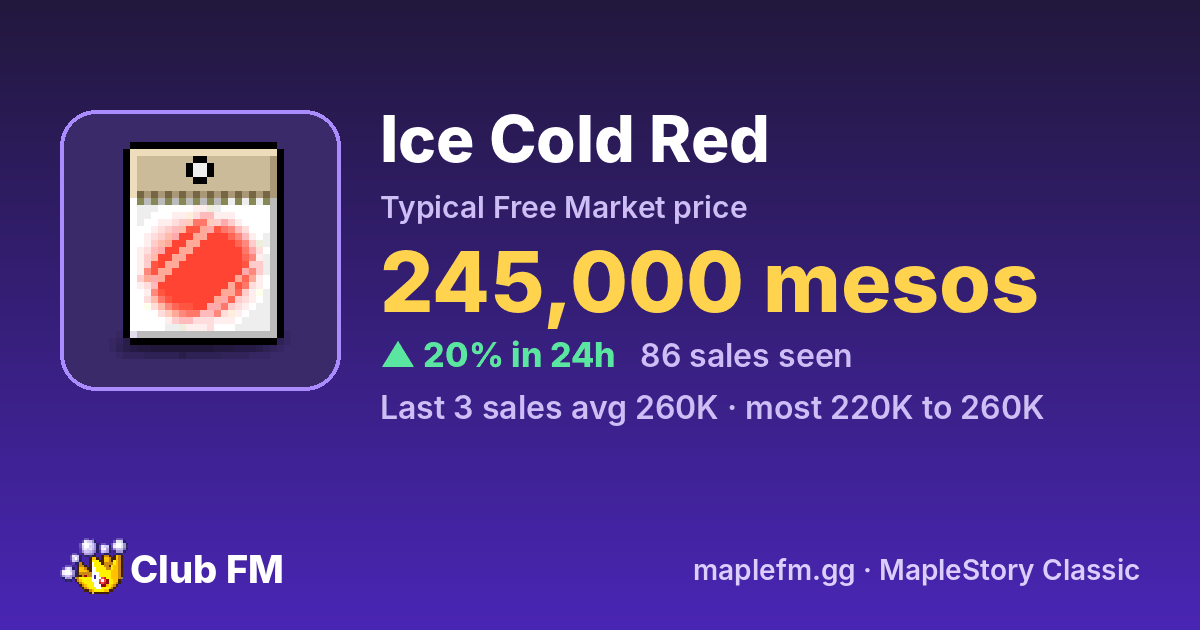 Ice Cold Red
Typical Free Market price
245,000 mesos
▲ 20% in 24h 86 sales seen
Last 3 sales avg 260K · most 220K to 260K
Club FM
maplefm.gg · MapleStory Classic